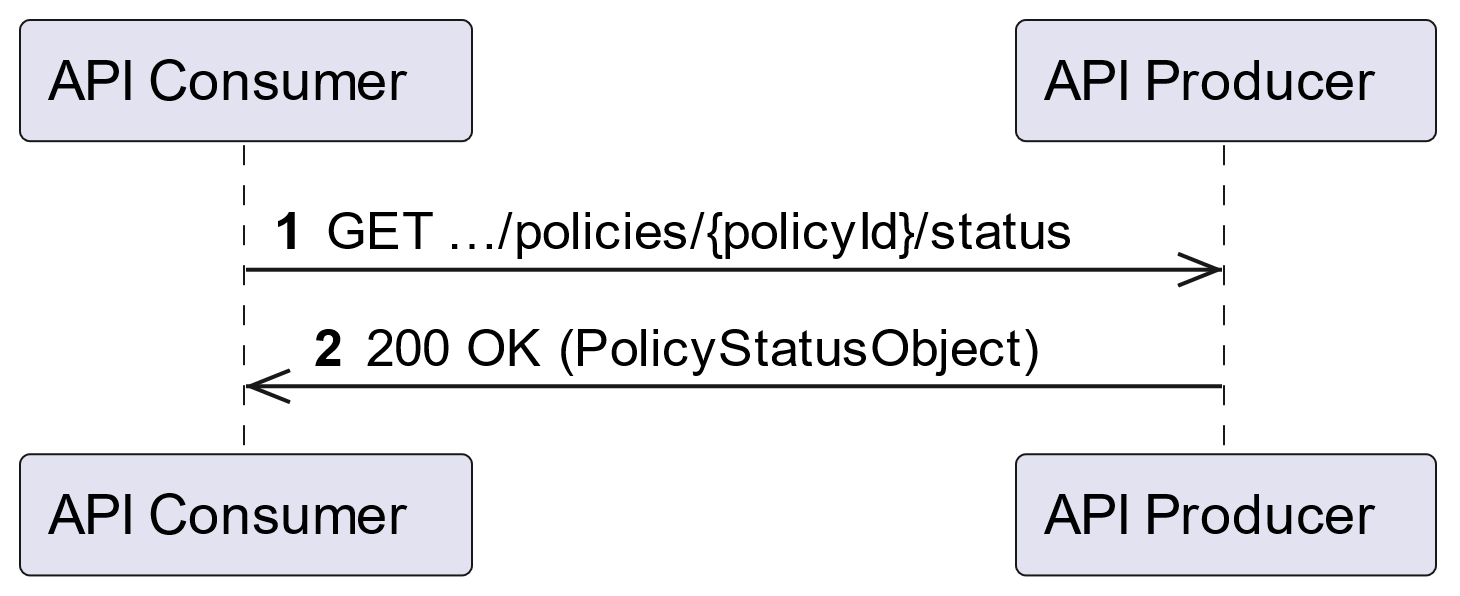 API Consumer
API Producer
1 GET …/policies/{policyId}/status
2 200 OK (PolicyStatusObject)
API Consumer
API Producer